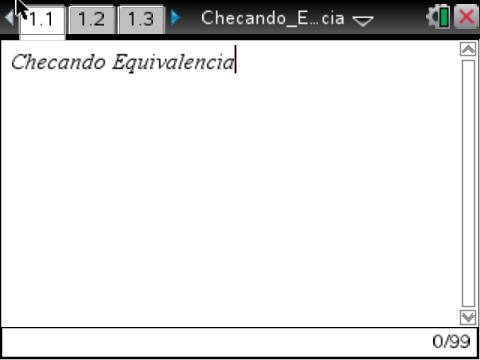 1.1 1.2 1.3 Checando_E...cia
Checando Equivalencia
0/99